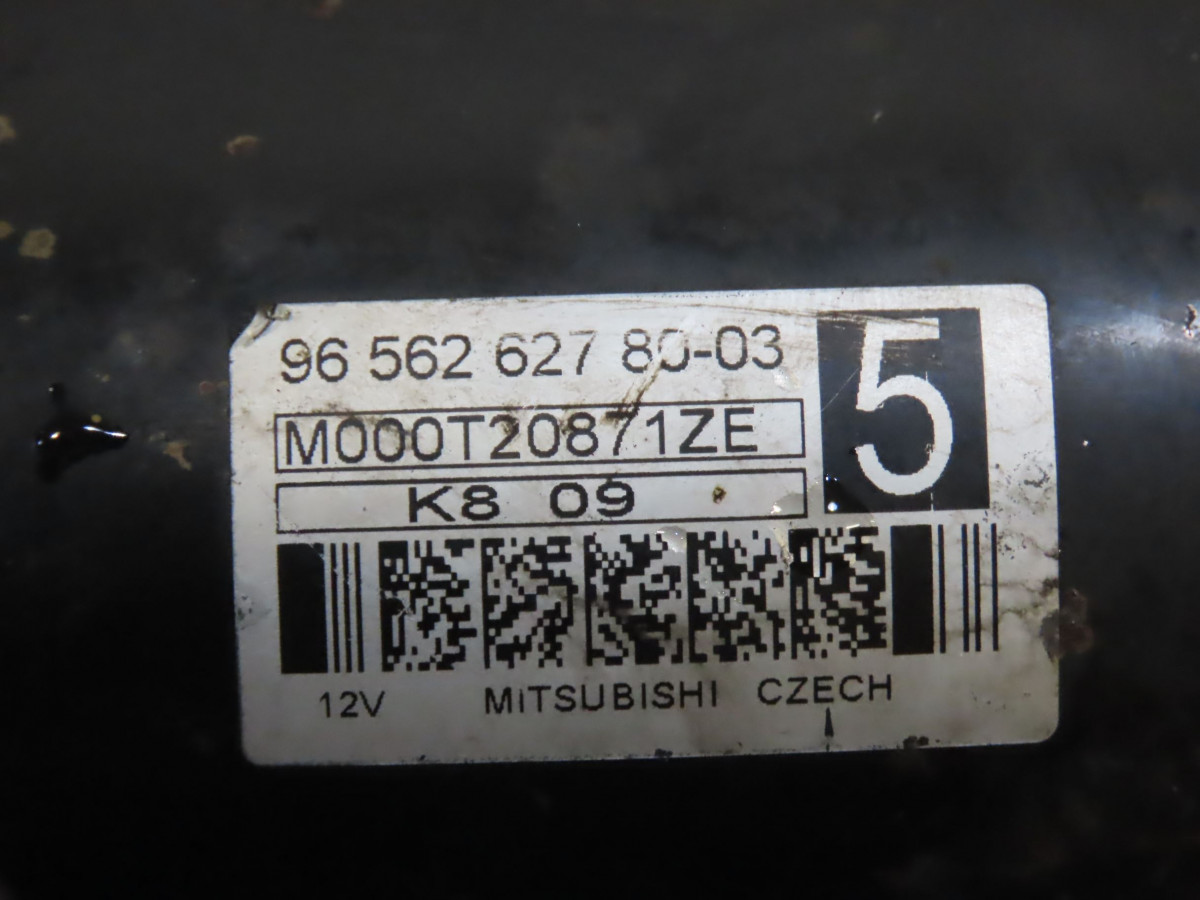 96 562 627 80-03
5
M000T20871ZE
K8 09
12V MITSUBISHI CZECH